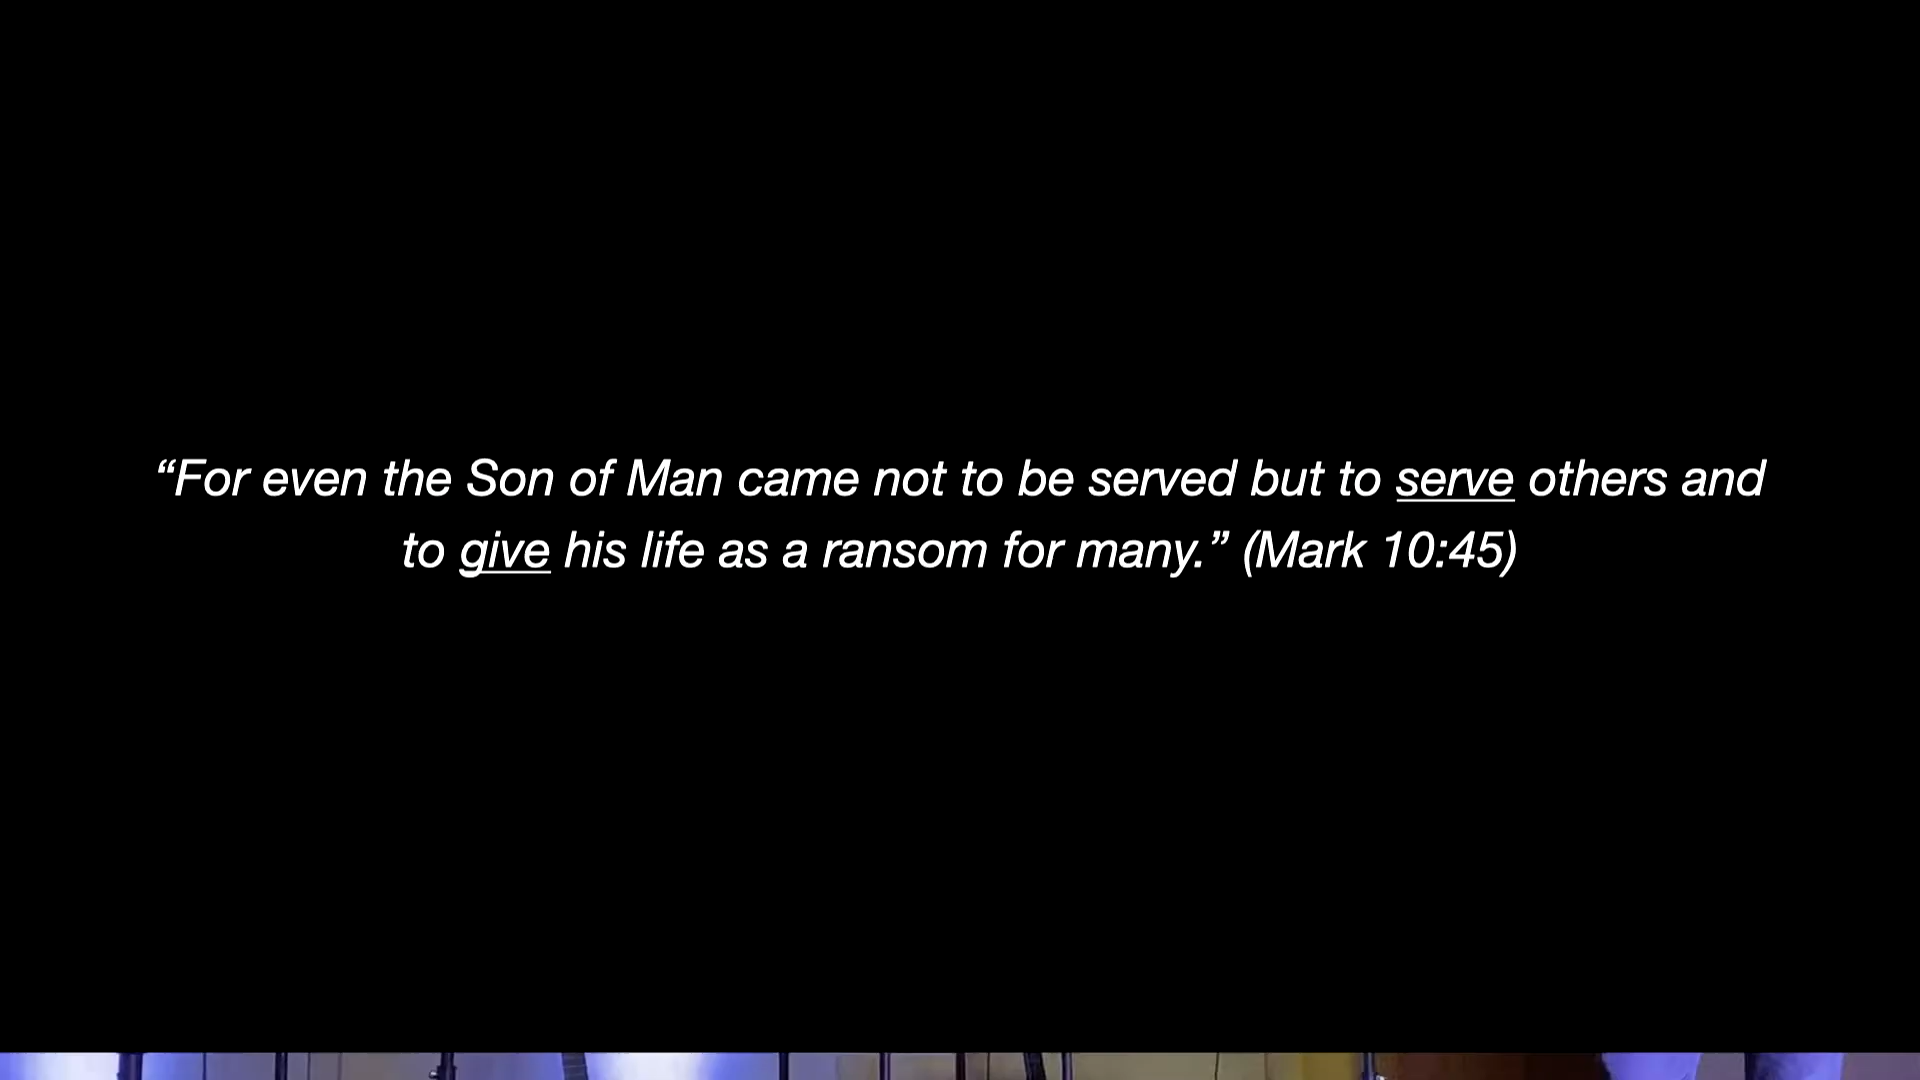 “For even the Son of Man came not to be served but to serve others and
to give his life as a ransom for many.” (Mark 10:45)